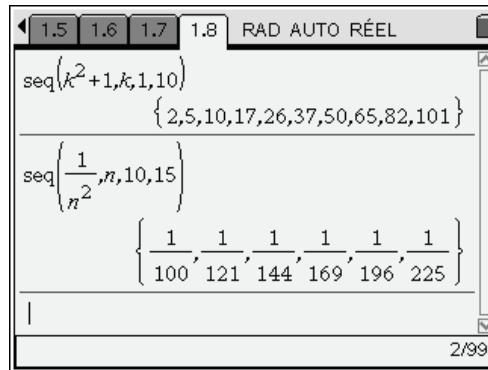 1.5 1.6 1.7 1.8 RAD AUTO RÉEL
seq(k²+1,k,1,10)
{2,5,10,17,26,37,50,65,82,101}
seq(1/n²,n,10,15)
{1/100,1/121,1/144,1/169,1/196,1/225}
2/99